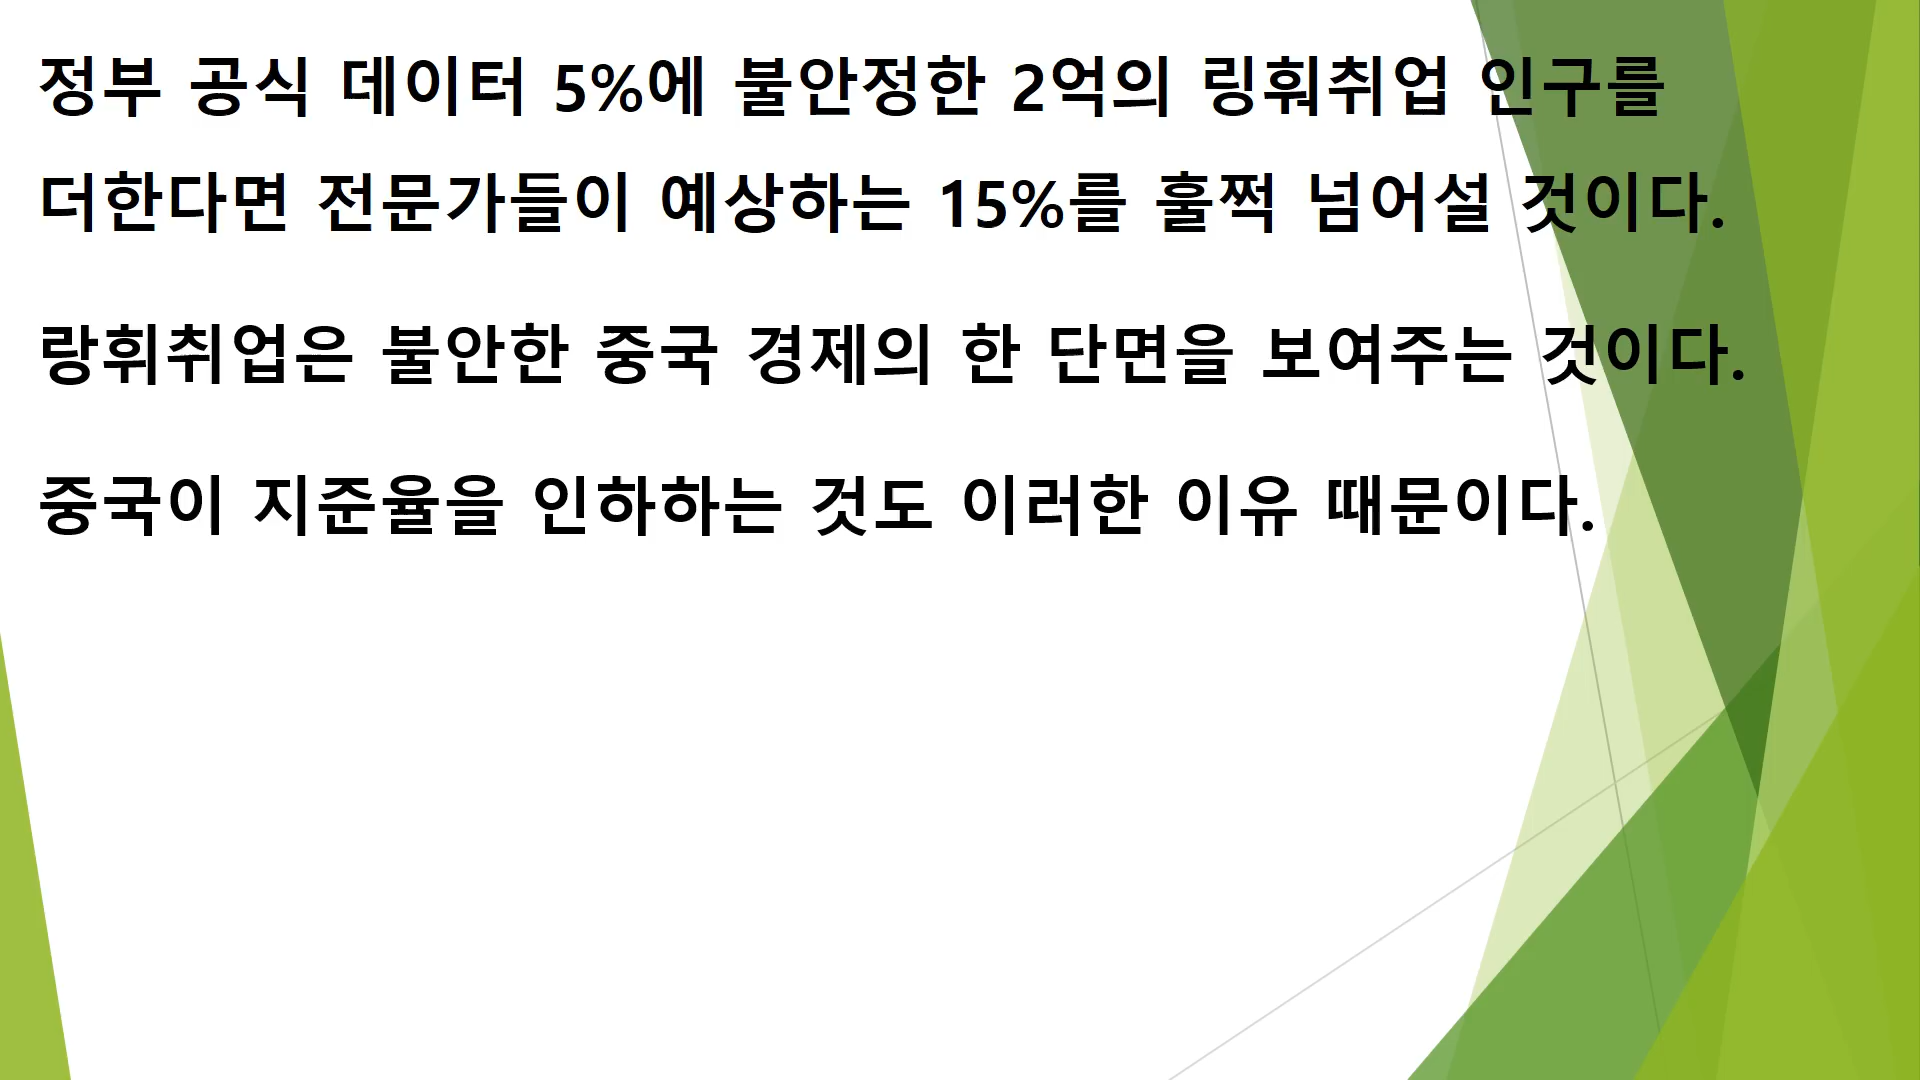 정부 공식 데이터 5%에 불안정한 2억의 링훠취업 인구를
더한다면 전문가들이 예상하는 15%를 훌쩍 넘어설 것이다.
랑휘취업은 불안한 중국 경제의 한 단면을 보여주는 것이다.
중국이 지준율을 인하하는 것도 이러한 이유 때문이다.